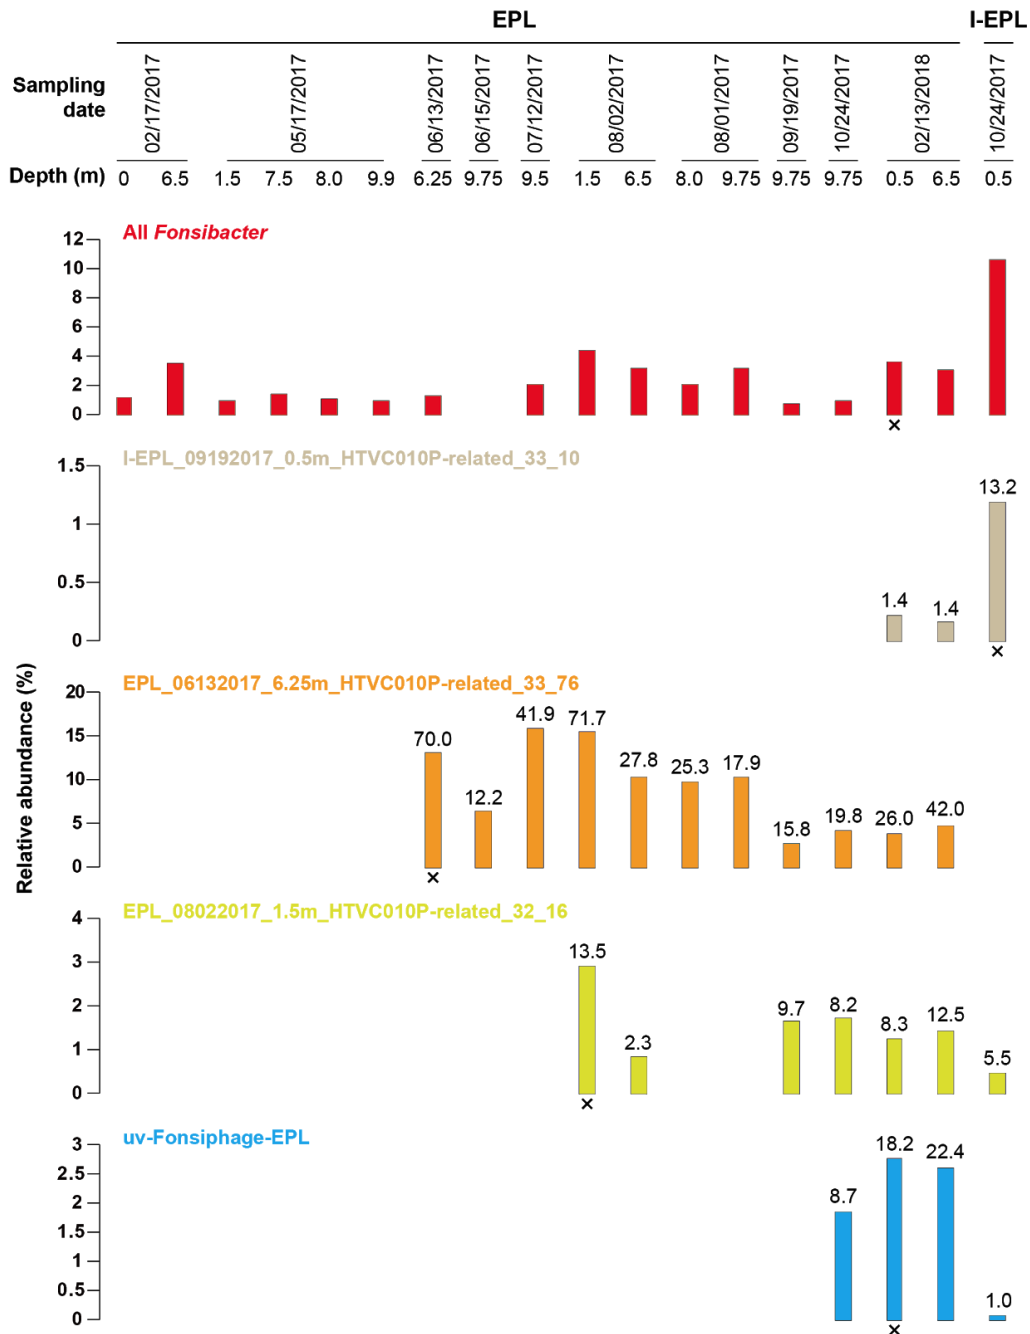 EPL I-EPL
Sampling date
02/17/2017 05/17/2017 06/13/2017 06/15/2017 07/12/2017 08/02/2017 08/01/2017 09/19/2017 10/24/2017 02/13/2018 10/24/2017
Depth (m) 0 6.5 1.5 7.5 8.0 9.9 6.25 9.75 9.5 1.5 6.5 8.0 9.75 9.75 9.75 0.5 6.5 0.5
Relative abundance (%)
All Fonsibacter
12
10
8
6
4
2
0
×
I-EPL_09192017_0.5m_HTVC010P-related_33_10
1.5
1
0.5
0
1.4 1.4 13.2
×
EPL_06132017_6.25m_HTVC010P-related_33_76
20
15
10
5
0
70.0 12.2 41.9 71.7 27.8 25.3 17.9 15.8 19.8 26.0 42.0
×
EPL_08022017_1.5m_HTVC010P-related_32_16
4
3
2
1
0
13.5 2.3 9.7 8.2 8.3 12.5 5.5
×
uv-Fonsiphage-EPL
3
2.5
2
1.5
1
0.5
0
8.7 18.2 22.4 1.0
×